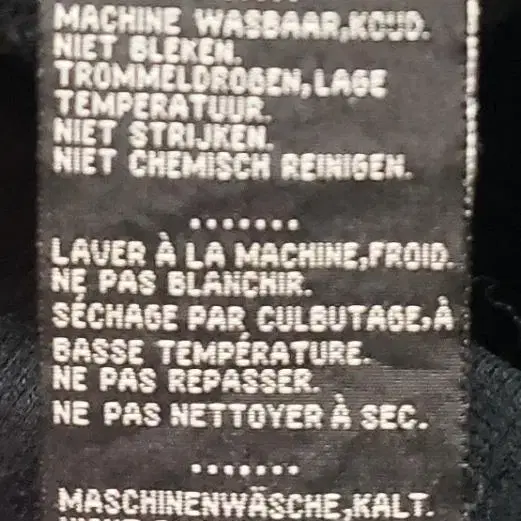 MACHINE WASBAAR,KOUD.
NIET BLEKEN.
TROMMELDROGEN,LAGE
TEMPERATUUR.
NIET STRIJKEN.
NIET CHEMISCH REINIGEN.
.......
LAVER À LA MACHINE,FROID.
NE PAS BLANCHIR.
SÉCHAGE PAR CULBUTAGE,À
BASSE TEMPÉRATURE.
NE PAS REPASSER.
NE PAS NETTOYER À SEC.
.......
MASCHINENWÄSCHE,KALT.